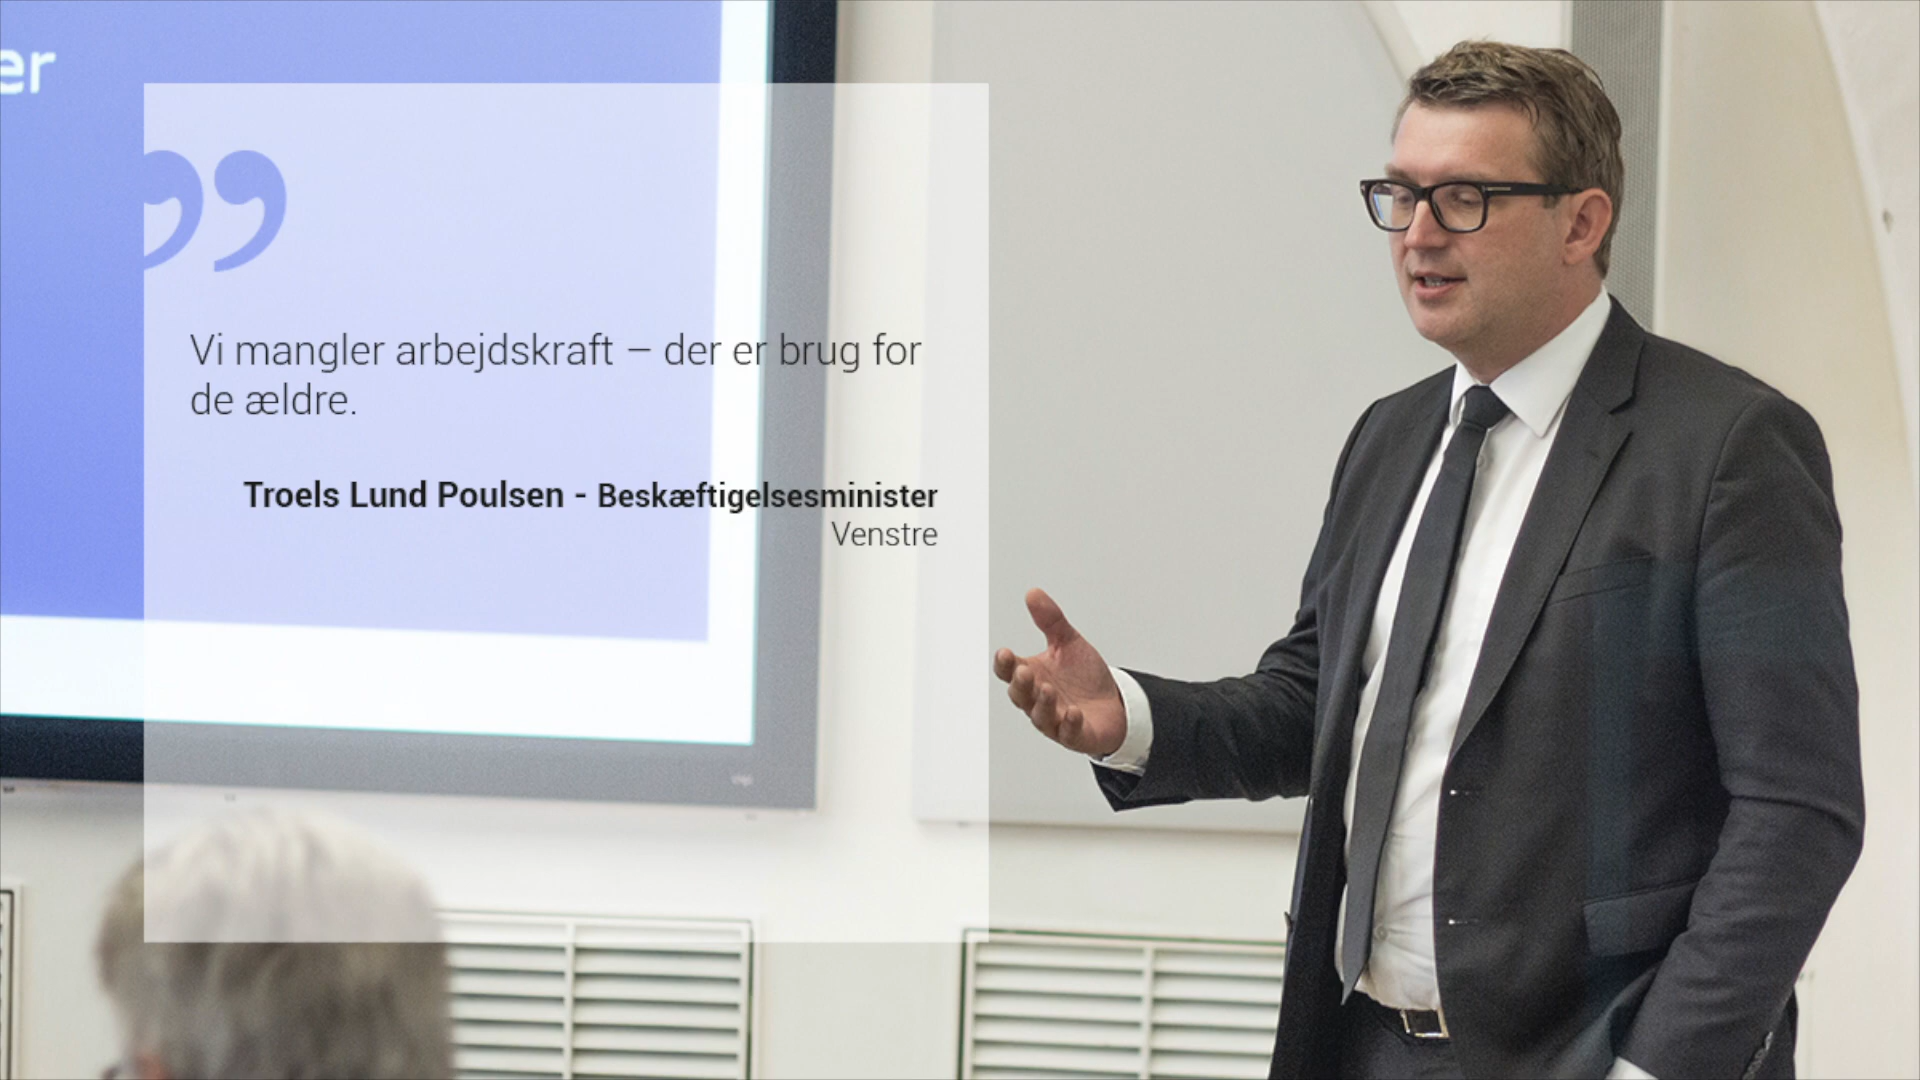 er
”
Vi mangler arbejdskraft – der er brug for
de ældre.
Troels Lund Poulsen - Beskæftigelsesminister
Venstre